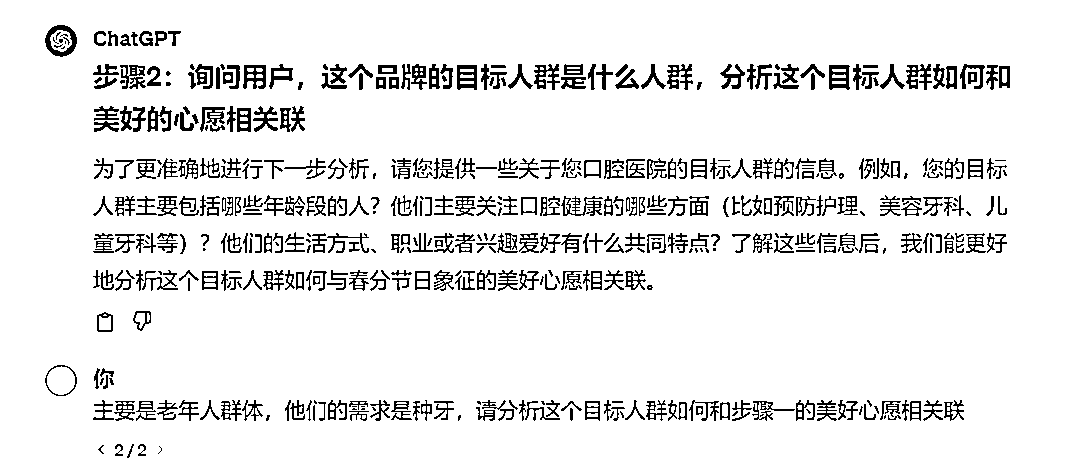 ChatGPT
步骤2：询问用户，这个品牌的目标人群是什么人群，分析这个目标人群如何和
美好的心愿相关联
为了更准确地进行下一步分析，请您提供一些关于您口腔医院的目标人群的信息。例如，您的目标
人群主要包括哪些年龄段的人？他们主要关注口腔健康的哪些方面（比如预防护理、美容牙科、儿
童牙科等）？他们的生活方式、职业或者兴趣爱好有什么共同特点？了解这些信息后，我们能更好
地分析这个目标人群如何与春分节日象征的美好心愿相关联。
你
主要是老年人群体，他们的需求是种牙，请分析这个目标人群如何和步骤一的美好心愿相关联
2/2